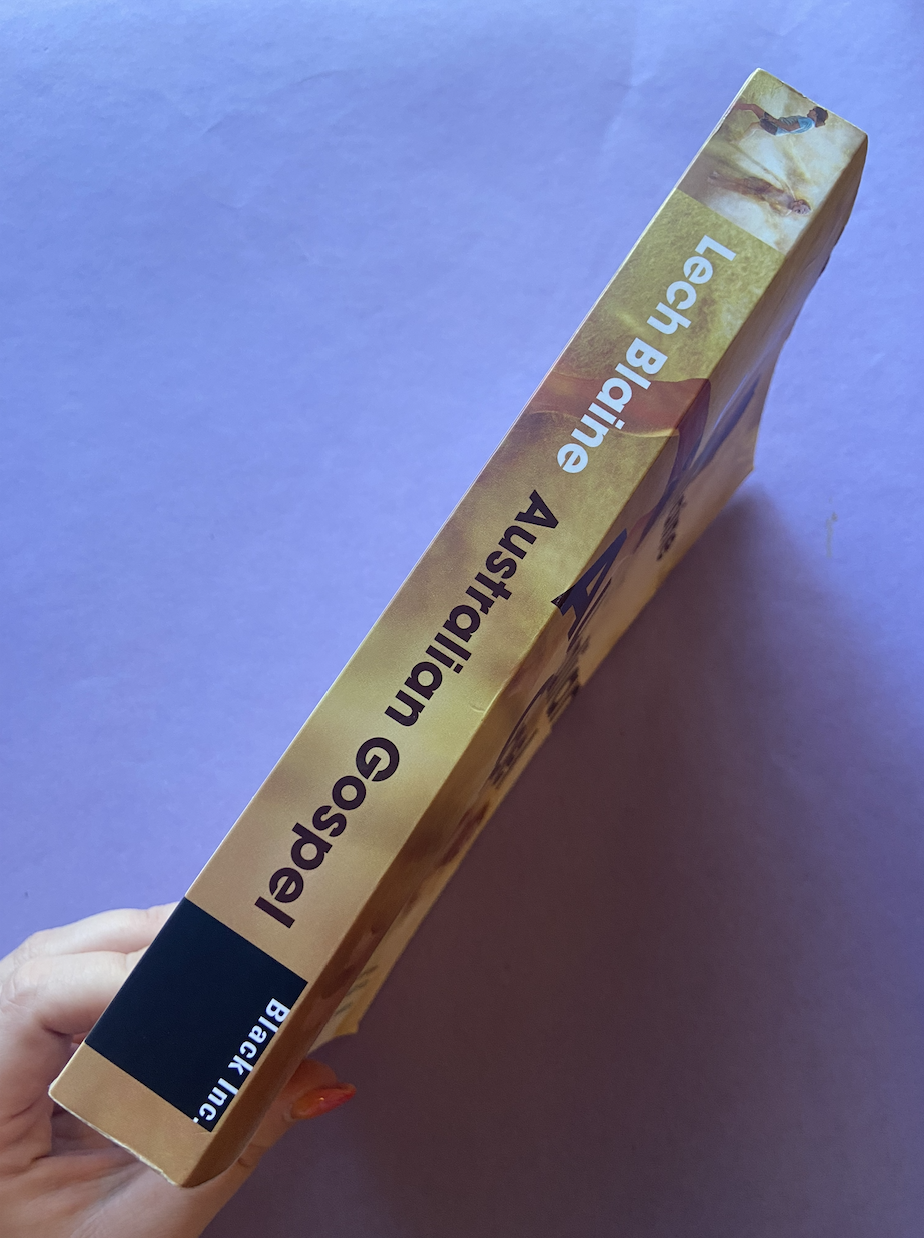 Lech Blaine
Australian Gospel
Black Inc.